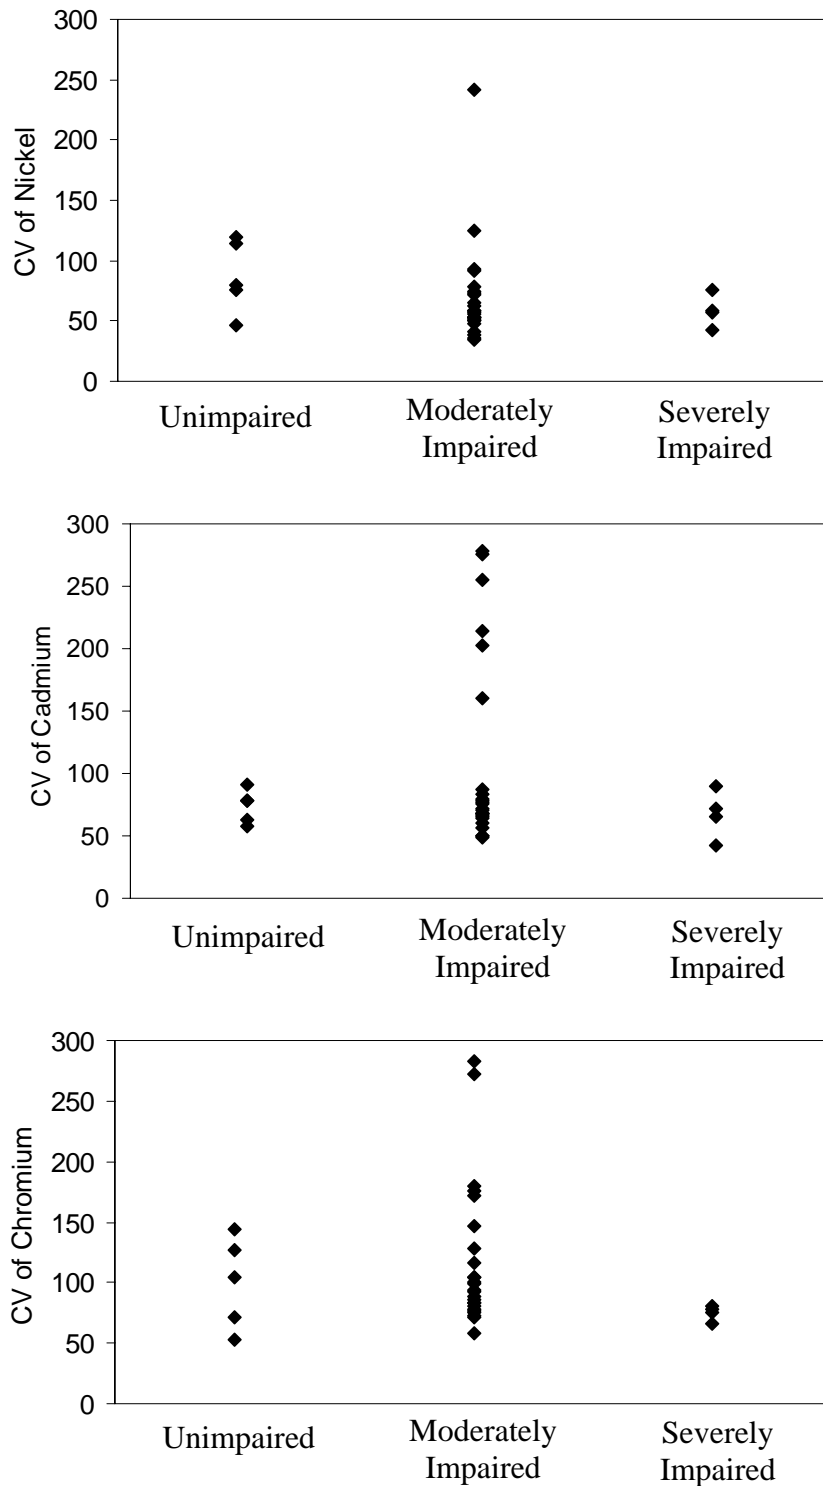 300
250
200
150
100
50
0
CV of Nickel
Unimpaired
Moderately
Impaired
Severely
Impaired
300
250
200
150
100
50
0
CV of Cadmium
Unimpaired
Moderately
Impaired
Severely
Impaired
300
250
200
150
100
50
0
CV of Chromium
Unimpaired
Moderately
Impaired
Severely
Impaired